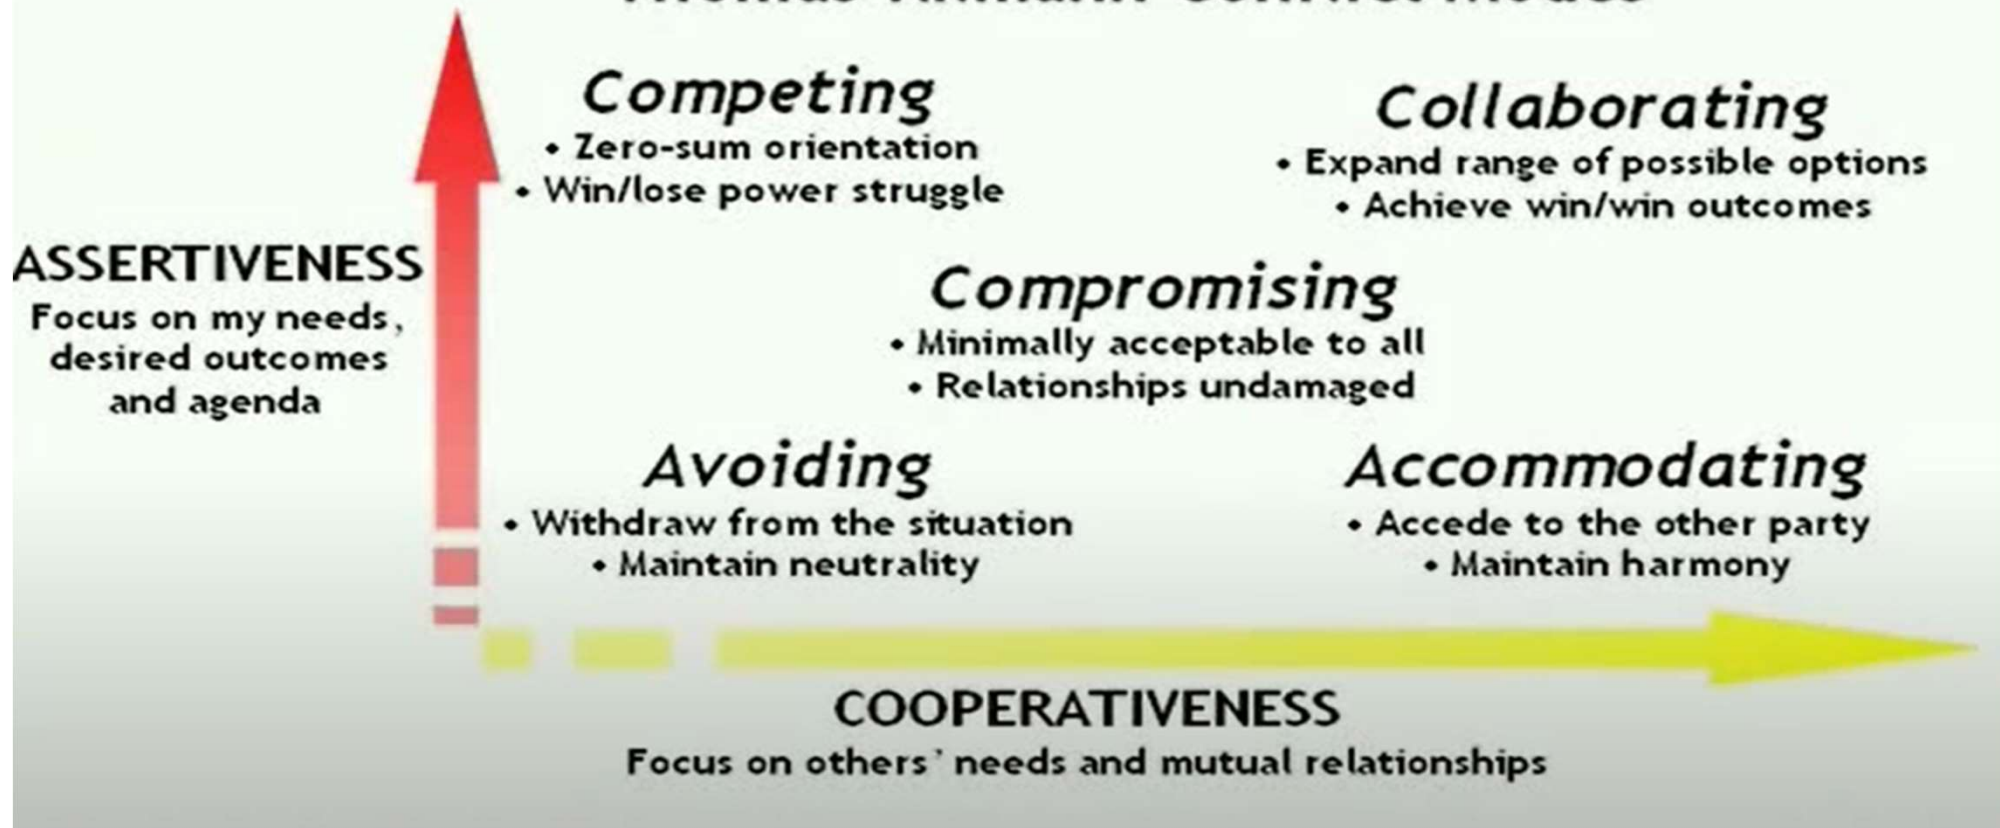 Competing
• Zero-sum orientation
• Win/lose power struggle
Collaborating
• Expand range of possible options
• Achieve win/win outcomes
ASSERTIVENESS
Focus on my needs,
desired outcomes
and agenda
Compromising
• Minimally acceptable to all
• Relationships undamaged
Avoiding
• Withdraw from the situation
• Maintain neutrality
Accommodating
• Accede to the other party
• Maintain harmony
COOPERATIVENESS
Focus on others' needs and mutual relationships